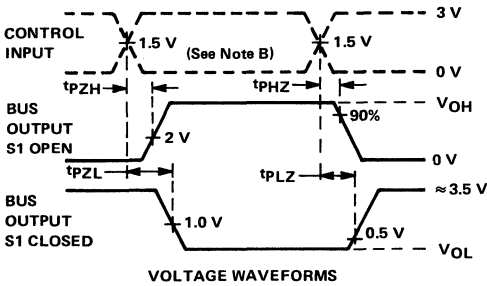 3 V
CONTROL
INPUT
1.5 V
(See Note B)
1.5 V
0 V
tPZH
tPHZ
BUS
OUTPUT
S1 OPEN
VOH
90%
2 V
0 V
tPZL
tPLZ
≈3.5 V
BUS
OUTPUT
S1 CLOSED
1.0 V
0.5 V
VOL
VOLTAGE WAVEFORMS